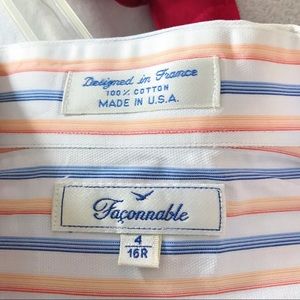 Designed in France
100% COTTON
MADE IN U.S.A.
Façonnable
4
16R